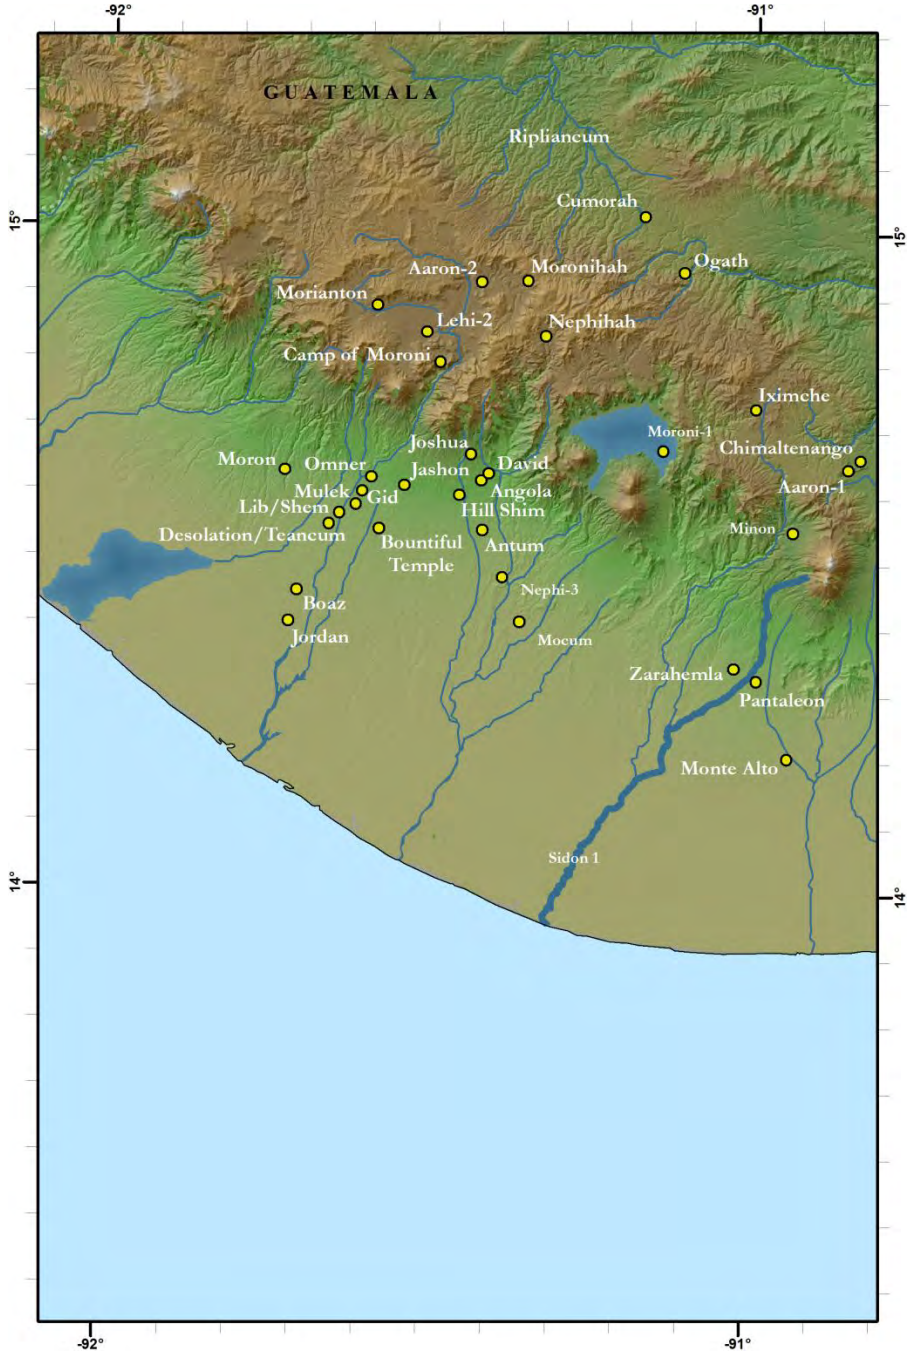 -92°
-91°
GUATEMALA
Ripliancum
Cumorah
15°
15°
Ogath
Aaron-2
Moronihah
Morianton
Lehi-2
Nephihah
Camp of Moroni
Iximche
Moroni-1
Chimaltenango
Joshua
Moron
Omner
Jashon
David
Aaron-1
Mulek
Gid
Angola
Lib/Shem
Hill Shim
Desolation/Teancum
Bountiful
Temple
Antum
Minon
Nephi-3
Boaz
Jordan
Mocum
Zarahemla
Pantaleon
Monte Alto
Sidon 1
14°
14°
-92°
-91°